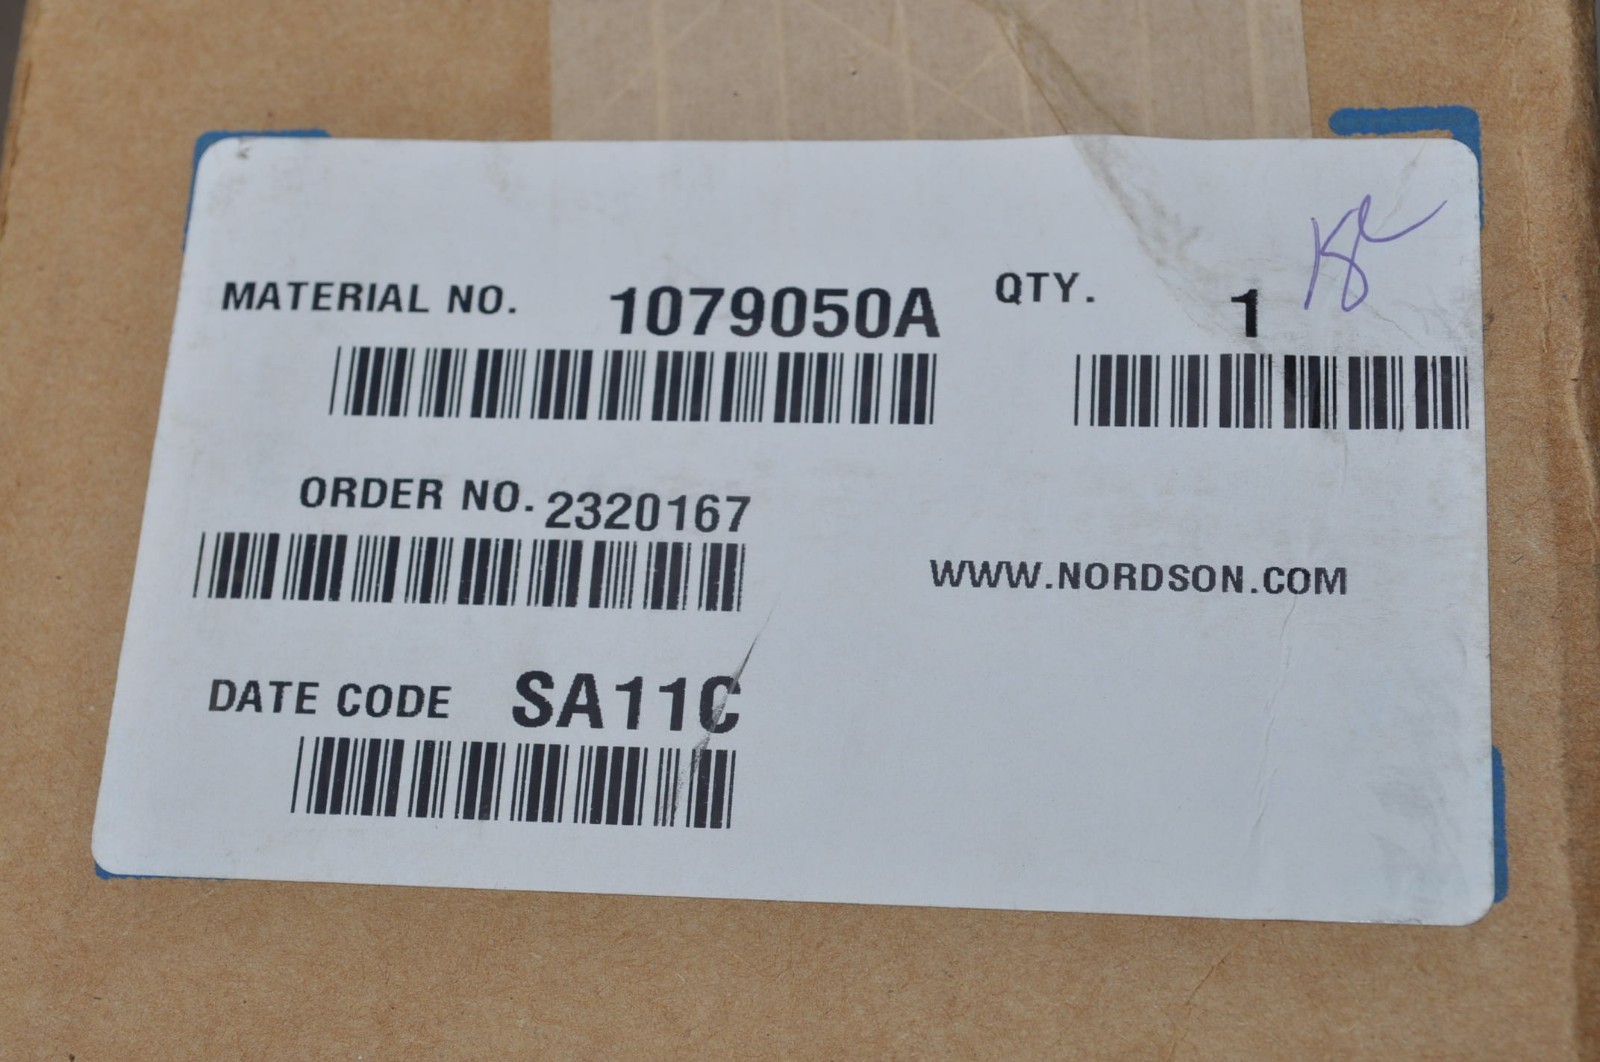 MATERIAL NO. 1079050A QTY. 1
ORDER NO. 2320167
WWW.NORDSON.COM
DATE CODE SA11C